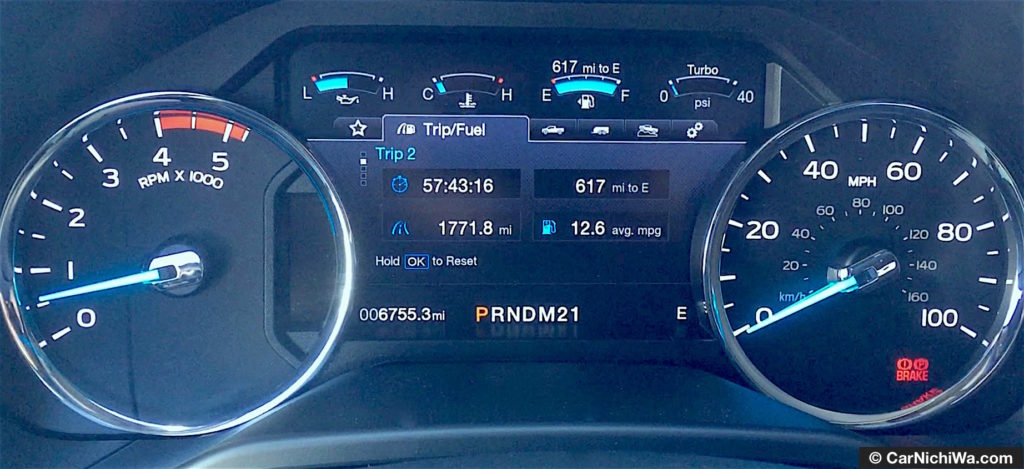 617 mi to E
Turbo
L H
C H
E F
0 psi 40
Trip/Fuel
Trip 2
57:43:16
617 mi to E
1771.8 mi
12.6 avg. mpg
Hold OK to Reset
006755.3mi
PRNDM21
E
0 1 2 3 4 5
RPM X 1000
0 20 40 60 80 100
MPH
20 40 60 80 100 120 140 160
km/h
BRAKE
© CarNichiWa.com